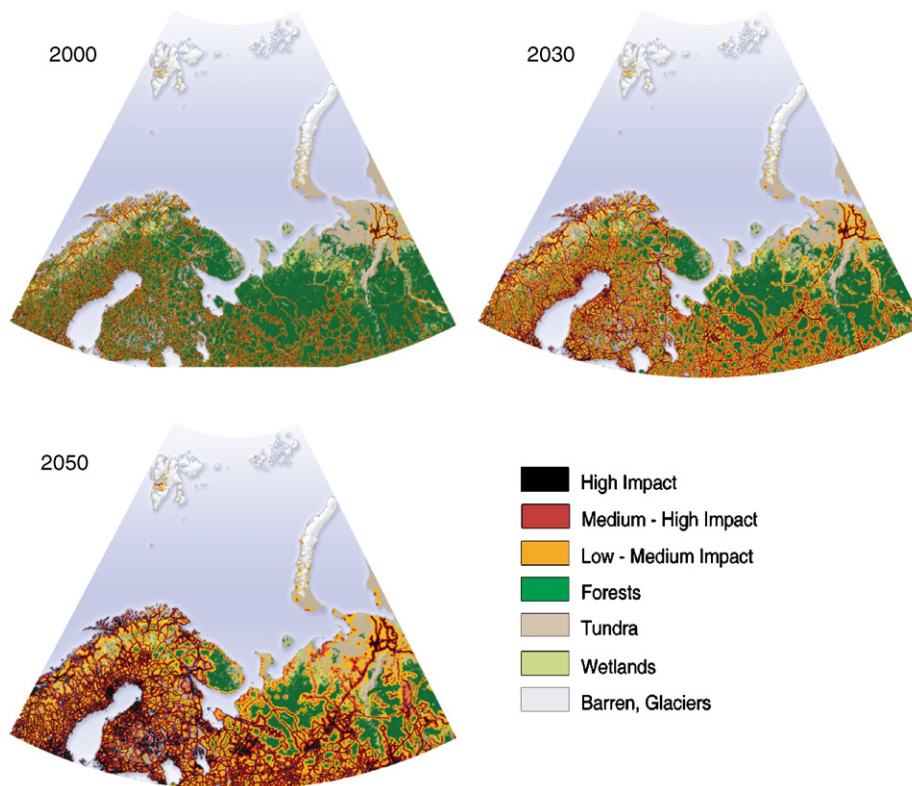 2000
2030
2050
High Impact
Medium - High Impact
Low - Medium Impact
Forests
Tundra
Wetlands
Barren, Glaciers